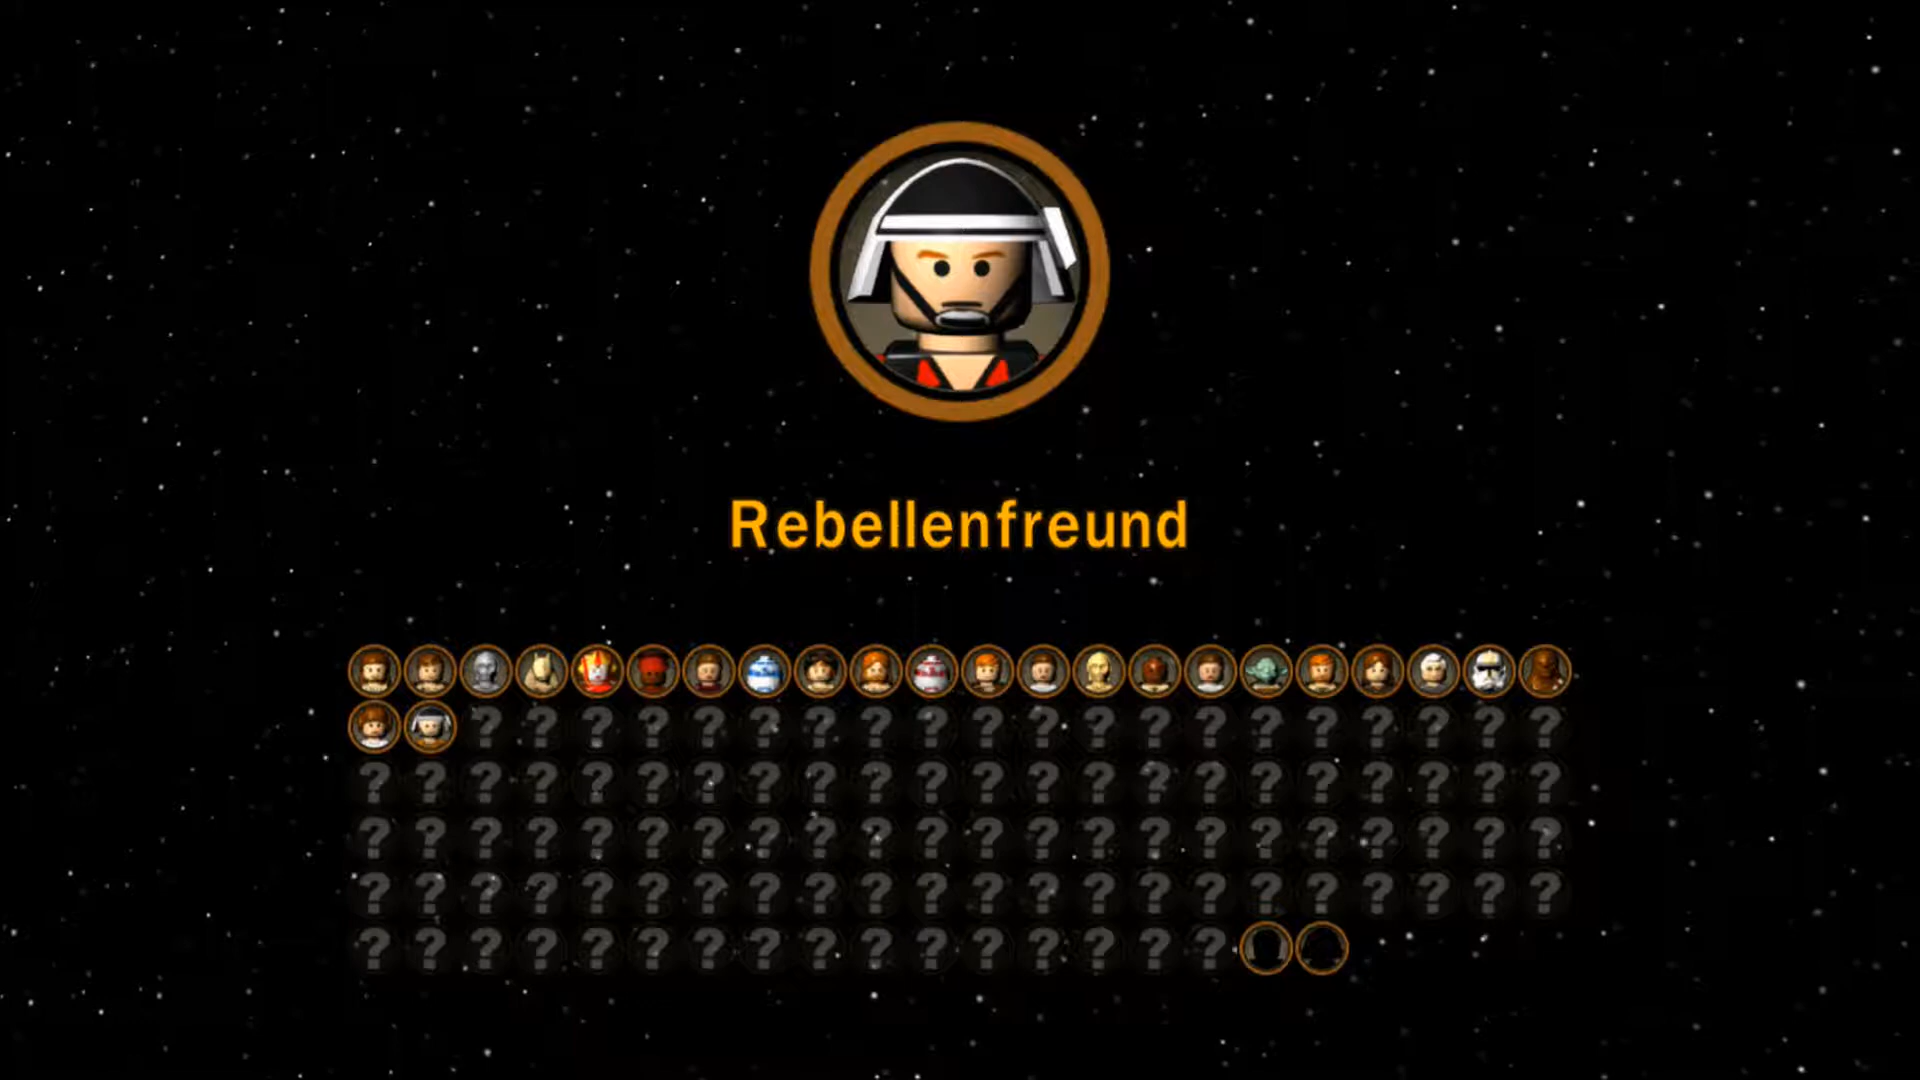 Rebellenfreund
? ? ? ? ? ? ? ? ? ? ? ? ? ? ? ? ? ? ? ?
? ? ? ? ? ? ? ? ? ? ? ? ? ? ? ? ? ? ? ? ? ?
? ? ? ? ? ? ? ? ? ? ? ? ? ? ? ? ? ? ? ? ? ?
? ? ? ? ? ? ? ? ? ? ? ? ? ? ? ? ? ? ? ? ? ?
? ? ? ? ? ? ? ? ? ? ? ? ? ? ? ?